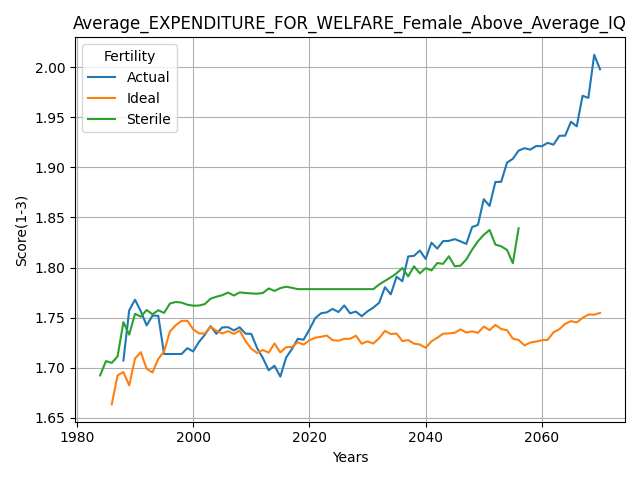 Average_EXPENDITURE_FOR_WELFARE_Female_Above_Average_IQ
Fertility
Actual
Ideal
Sterile
2.00
1.95
1.90
1.85
1.80
1.75
1.70
1.65
Score(1-3)
1980
2000
2020
2040
2060
Years